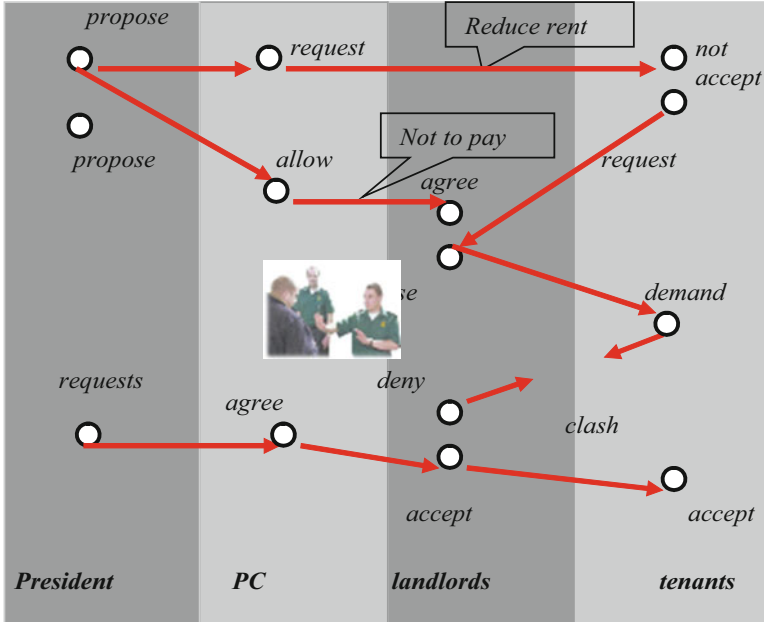 propose
request
Reduce rent
not
accept
propose
allow
Not to pay
agree
request
demand
requests
agree
deny
clash
accept
accept
President
PC
landlords
tenants